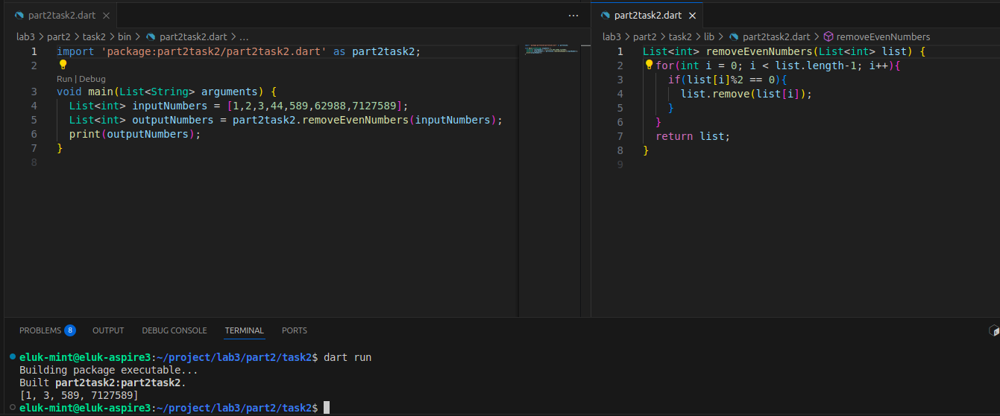 part2task2.dart
lab3 > part2 > task2 > bin > part2task2.dart > ...
1 import 'package:part2task2/part2task2.dart' as part2task2;
2
Run | Debug
3 void main(List<String> arguments) {
4   List<int> inputNumbers = [1,2,3,44,589,62988,7127589];
5   List<int> outputNumbers = part2task2.removeEvenNumbers(inputNumbers);
6   print(outputNumbers);
7 }
8
part2task2.dart
lab3 > part2 > task2 > lib > part2task2.dart > removeEvenNumbers
1 List<int> removeEvenNumbers(List<int> list) {
2   for(int i = 0; i < list.length-1; i++){
3     if(list[i]%2 == 0){
4       list.remove(list[i]);
5     }
6   }
7   return list;
8 }
9
PROBLEMS 8 OUTPUT DEBUG CONSOLE TERMINAL PORTS
eluk-mint@eluk-aspire3:~/project/lab3/part2/task2$ dart run
Building package executable...
Built part2task2:part2task2.
[1, 3, 589, 7127589]
eluk-mint@eluk-aspire3:~/project/lab3/part2/task2$